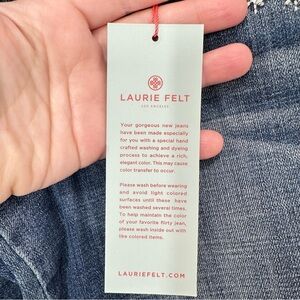 LAURIE FELT
LOS ANGELES
Your gorgeous new jeans
have been made especially
for you with a special hand
crafted washing and dyeing
process to achieve a rich,
elegant color. This may cause
color transfer to occur.
Please wash before wearing
and avoid light colored
surfaces until these have
been washed several times.
To help maintain the color
of your favorite flirty jean,
please wash inside out with
like colored items.
LAURIEFELT.COM